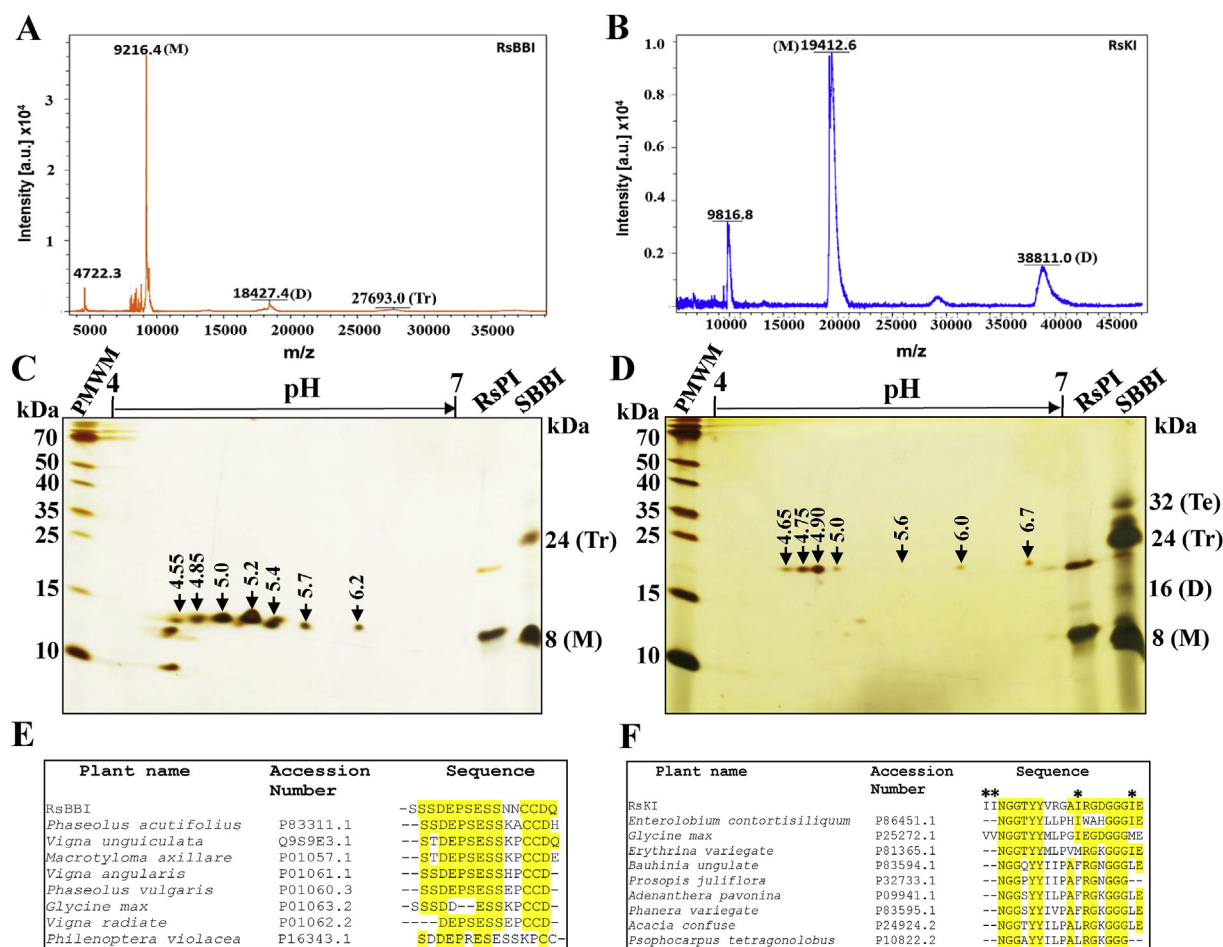 A
9216.4 (M)
RsBBI
3
2
1
Intensity [a.u.] x10⁴
4722.3
18427.4 (D)
27693.0 (Tr)
5000 10000 15000 20000 25000 30000 35000
m/z
B
(M) 19412.6
RsKI
1.0
0.8
0.6
0.4
0.2
Intensity [a.u.] x10⁴
9816.8
38811.0 (D)
10000 15000 20000 25000 30000 35000 40000 45000
m/z
C
PMWM
4 pH 7
RsPI
SBBI
kDa
kDa
70
50
40
35
25
15
10
4.55
4.85
5.0
5.2
5.4
5.7
6.2
24 (Tr)
8 (M)
D
PMWM
4 pH 7
RsPI
SBBI
kDa
kDa
70
50
40
35
25
15
10
4.65
4.75
4.90
5.0
5.6
6.0
6.7
32 (Te)
24 (Tr)
16 (D)
8 (M)
E
Plant name Accession Number Sequence
RsBBI -SSSDEPSESSNNCCDQ
Phaseolus acutifolius P83311.1 --SSDEPSESSKACCDH
Vigna unguiculata Q9S9E3.1 --STDEPSESSKPCCDQ
Macrotyloma axillare P01057.1 --STDEPSESSKPCCDE
Vigna angularis P01061.1 --SSDEPSESSHPCCD-
Phaseolus vulgaris P01060.3 --SSDEPSESSKPCCD-
Glycine max P01063.2 -SSSDD--ESSKPCCD-
Vigna radiate P01062.2 ----DEPSESSEPCCD-
Philenoptera violacea P16343.1 SDDEPRESESSKPCC-
F
Plant name Accession Number Sequence
** * *
RsKI IINGGTYYVRGAIRGDGGGIE
Enterolobium contortisiliquum P86451.1 --NGGTYYLLPHIWAHGGGIE
Glycine max P25272.1 VVNGGTYYMLPGIEGDGGGME
Erythrina variegate P81365.1 --NGGTYYMLPVMRGKGGGIE
Bauhinia ungulate P83594.1 --NGGQYYIIPAFRGNGGGLE
Prosopis juliflora P32733.1 --NGGPYYIIPAIRGNGGG--
Adenanthera pavonina P09941.1 --NGGSYYIIPAFRGKGGGLE
Phanera variegate P83595.1 --NGGTYYIVPAFRGKGGGLE
Acacia confuse P24924.2 --NGGTYYIVPALRGKGGGLE
Psophocarpus tetragonolobus P10822.2 --NGGAYYILPAIRGKGGG--